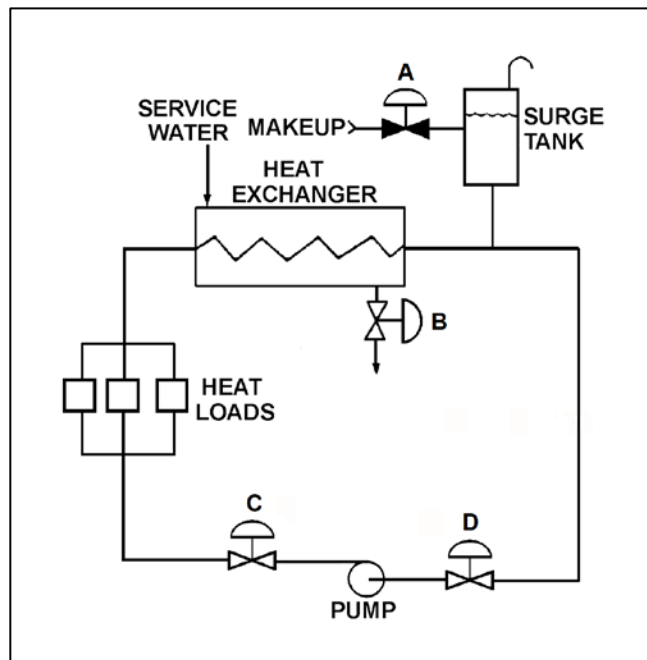 A
SERVICE
WATER
MAKEUP
SURGE
TANK
HEAT
EXCHANGER
B
HEAT
LOADS
C
D
PUMP